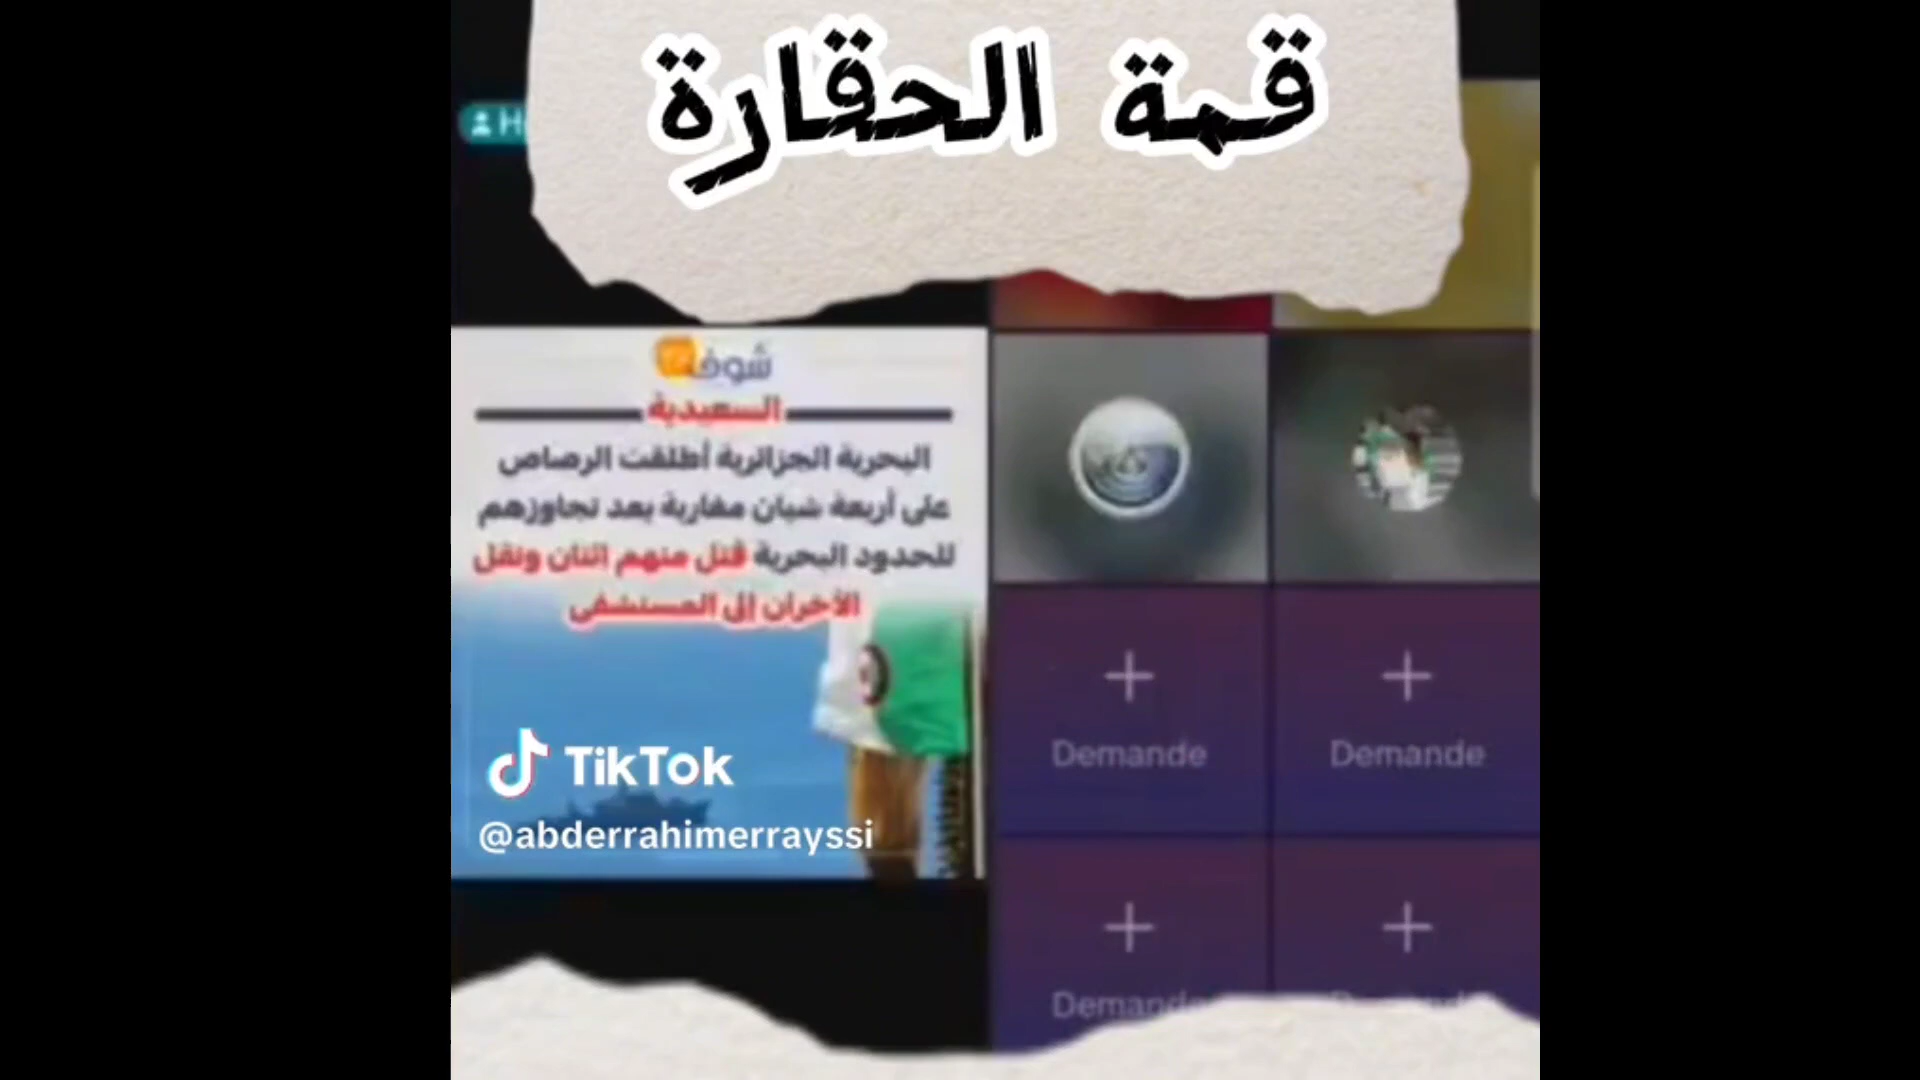 قمة الحقارة
H
شوف
السعيدية
البحرية الجزائرية أطلقت الرصاص
على أربعة شبان مغاربة بعد تجاوزهم
للحدود البحرية قتل منهم اثنان ونقل
الآخران إلى المستشفى
TikTok
@abderrahimerrayssi
+ +
Demande Demande
+ +
Demande